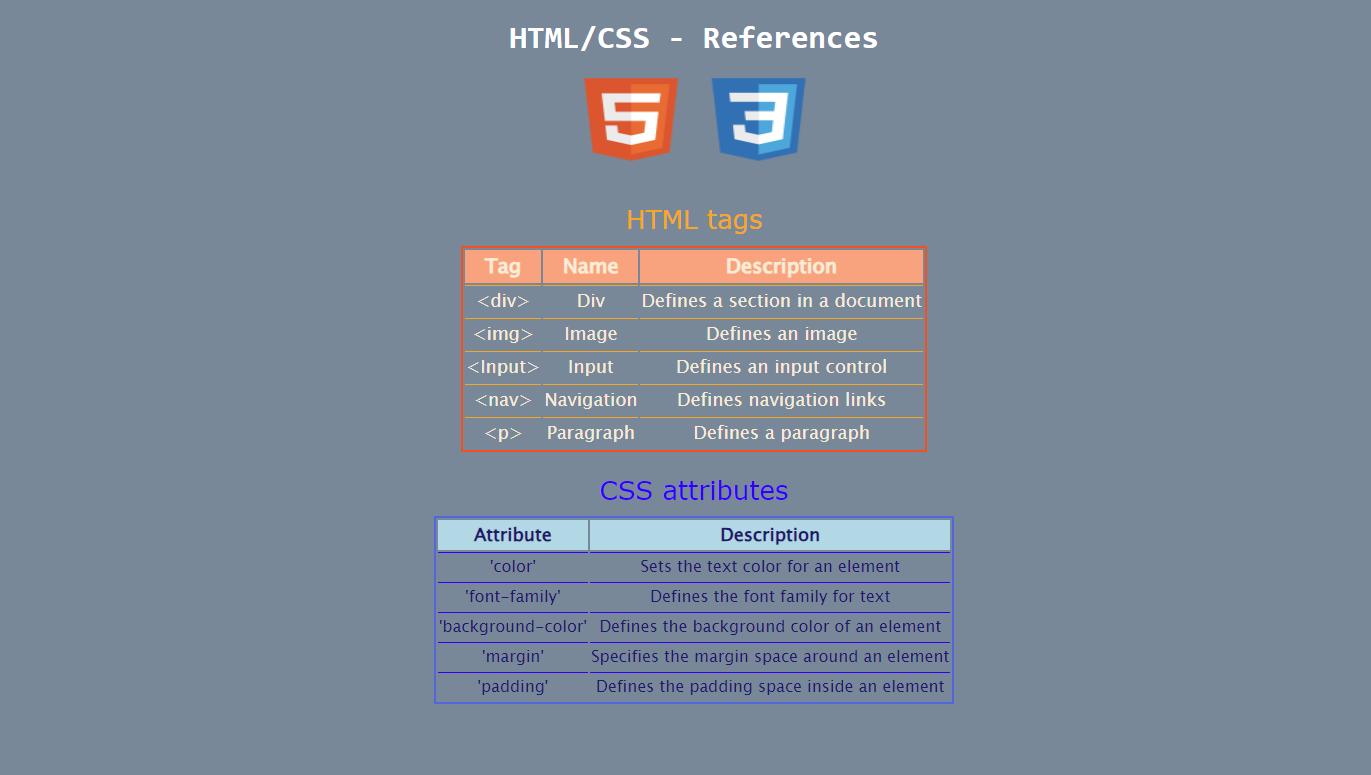 HTML/CSS - References
5 3
HTML tags
Tag Name Description
<div> Div Defines a section in a document
<img> Image Defines an image
<Input> Input Defines an input control
<nav> Navigation Defines navigation links
<p> Paragraph Defines a paragraph
CSS attributes
Attribute Description
'color' Sets the text color for an element
'font-family' Defines the font family for text
'background-color' Defines the background color of an element
'margin' Specifies the margin space around an element
'padding' Defines the padding space inside an element